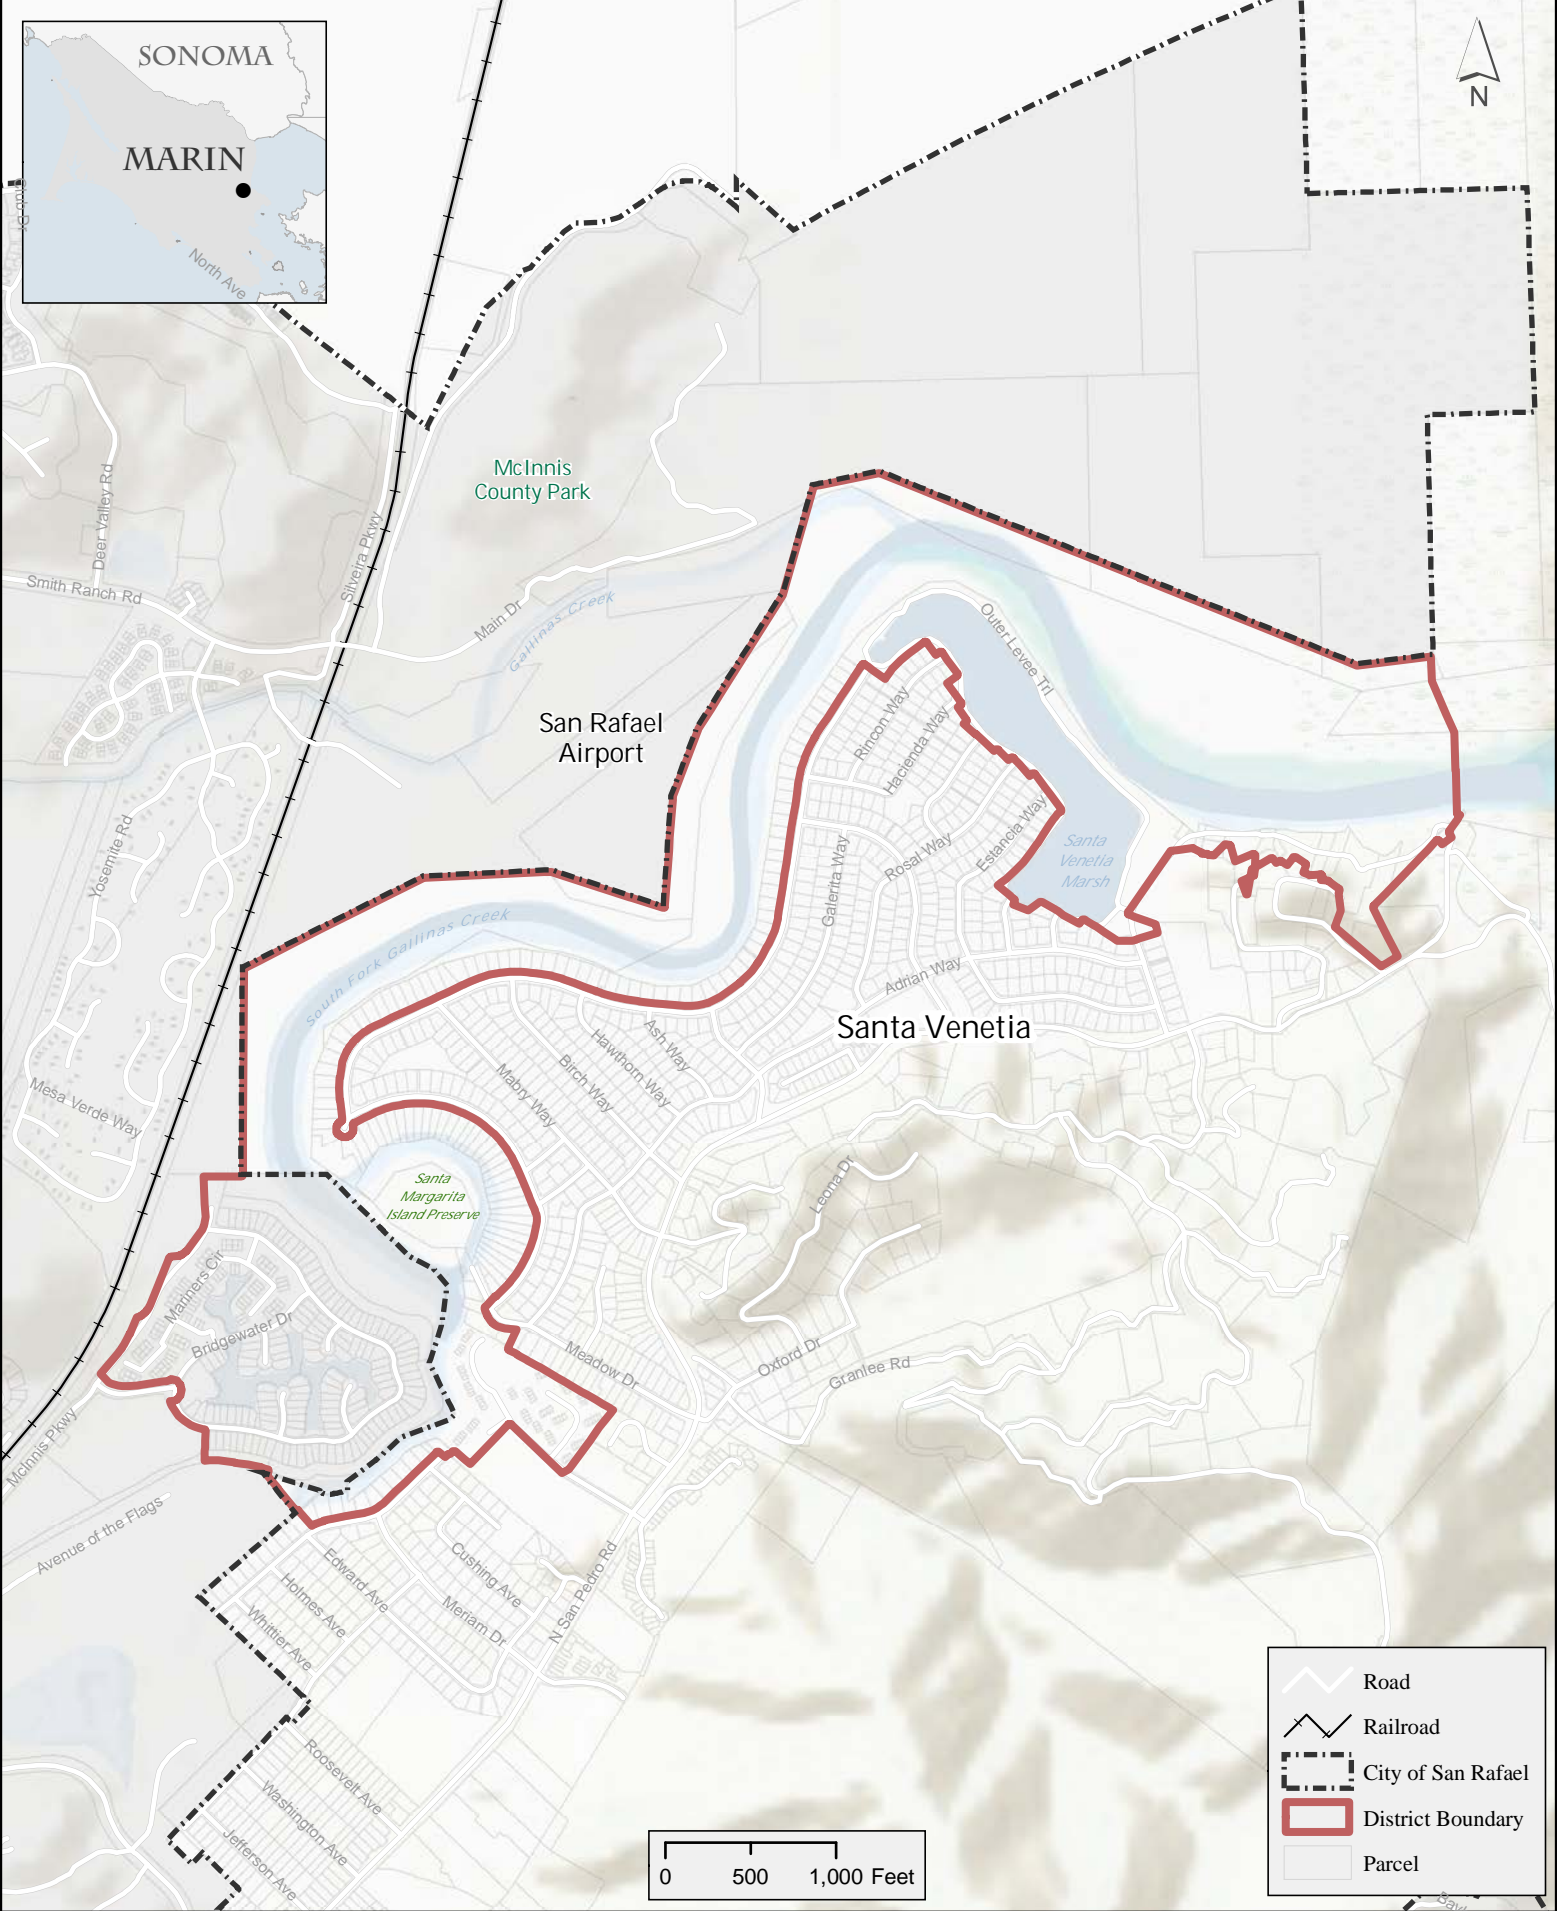 SONOMA
MARIN
N
Club Dr
North Ave
McInnis
County Park
Deer Valley Rd
Silveira Pkwy
Smith Ranch Rd
Main Dr
Gallinas Creek
Outer Levee Trl
San Rafael
Airport
Rincon Way
Hacienda Way
Yosemite Rd
Galerita Way
Rosal Way
Estancia Way
Santa
Venetia
Marsh
South Fork Gallinas Creek
Adrian Way
Santa Venetia
Ash Way
Hawthorn Way
Birch Way
Mabry Way
Mesa Verde Way
Santa
Margarita
Island Preserve
Leona Dr
Mariners Cir
Bridgewater Dr
Meadow Dr
Oxford Dr
Granlee Rd
McInnis Pkwy
Avenue of the Flags
Edward Ave
Cushing Ave
Holmes Ave
Meriam Dr
N San Pedro Rd
Whittier Ave
Roosevelt Ave
Washington Ave
Jefferson Ave
Road
Railroad
City of San Rafael
District Boundary
Parcel
0 500 1,000 Feet